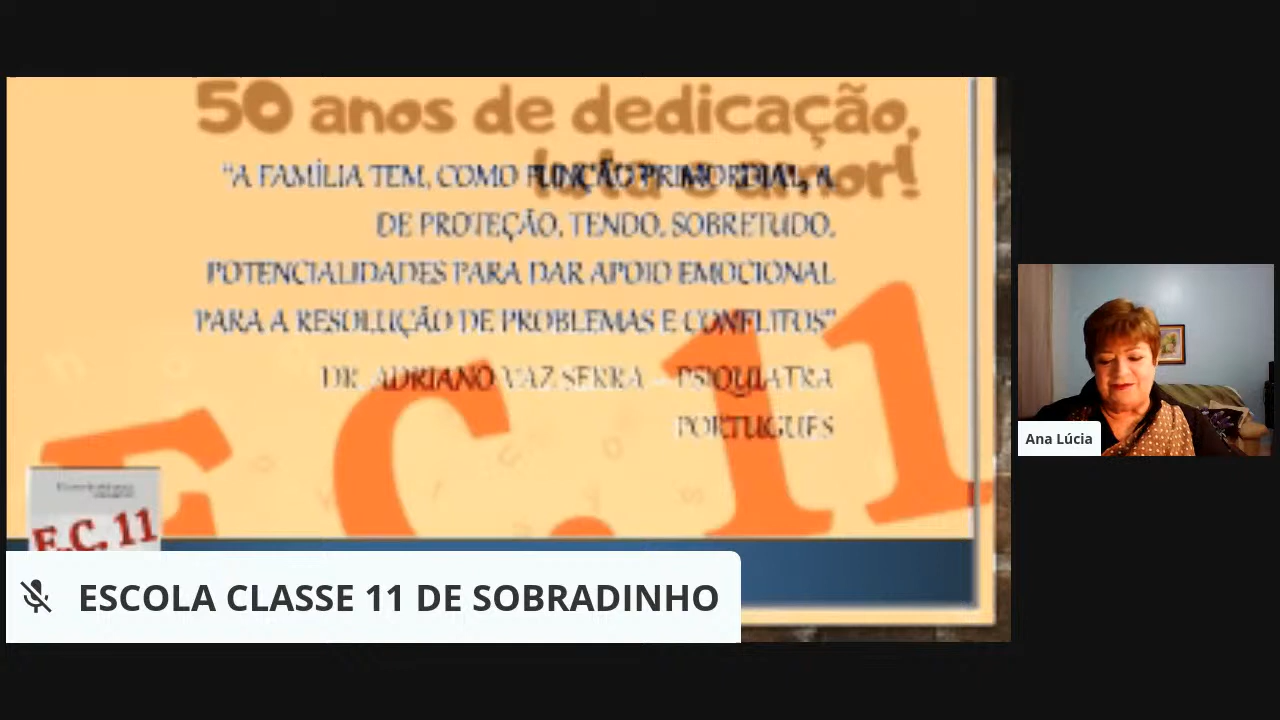 50 anos de dedicação,
luta e amor!
"A FAMÍLIA TEM, COMO FUNÇÃO PRIMORDIAL, A
DE PROTEÇÃO, TENDO, SOBRETUDO,
POTENCIALIDADES PARA DAR APOIO EMOCIONAL
PARA A RESOLUÇÃO DE PROBLEMAS E CONFLITOS"
DR. ADRIANO VAZ SERRA – PSIQUIATRA
PORTUGUES
E.C. 11
E.C. 11
ESCOLA CLASSE 11 DE SOBRADINHO
Ana Lúcia